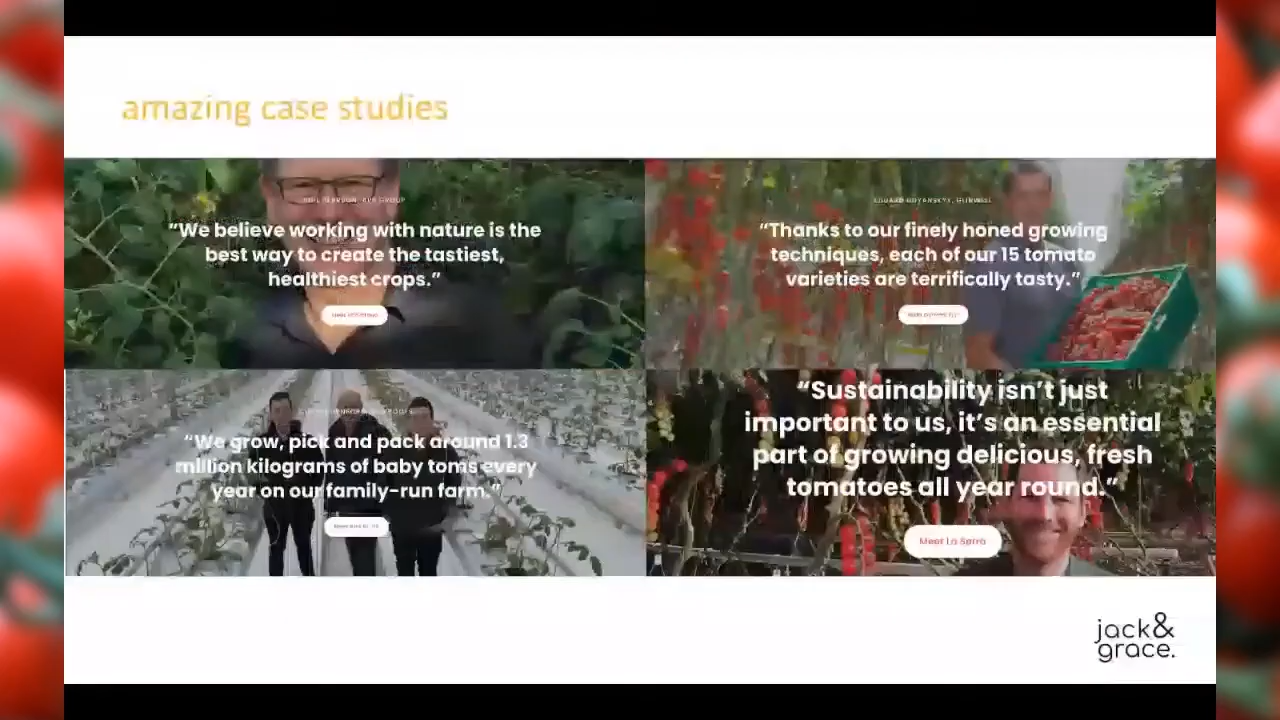 amazing case studies
“We believe working with nature is the
best way to create the tastiest,
healthiest crops.”
“Thanks to our finely honed growing
techniques, each of our 15 tomato
varieties are terrifically tasty.”
“We grow, pick and pack around 1.3
million kilograms of baby toms every
year on our family-run farm.”
“Sustainability isn’t just
important to us, it’s an essential
part of growing delicious, fresh
tomatoes all year round.”
Meet La Serra
jack&
grace.